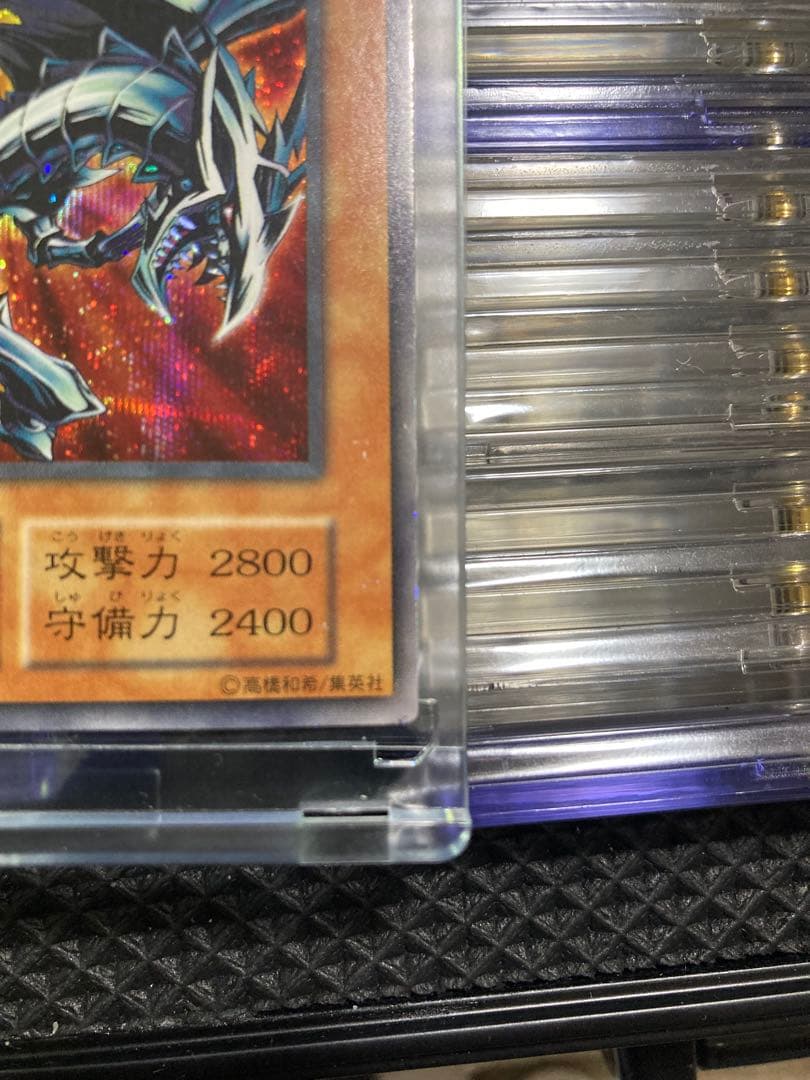 こうげきりょく
攻撃力 2800
しゅびりょく
守備力 2400
©高橋和希/集英社